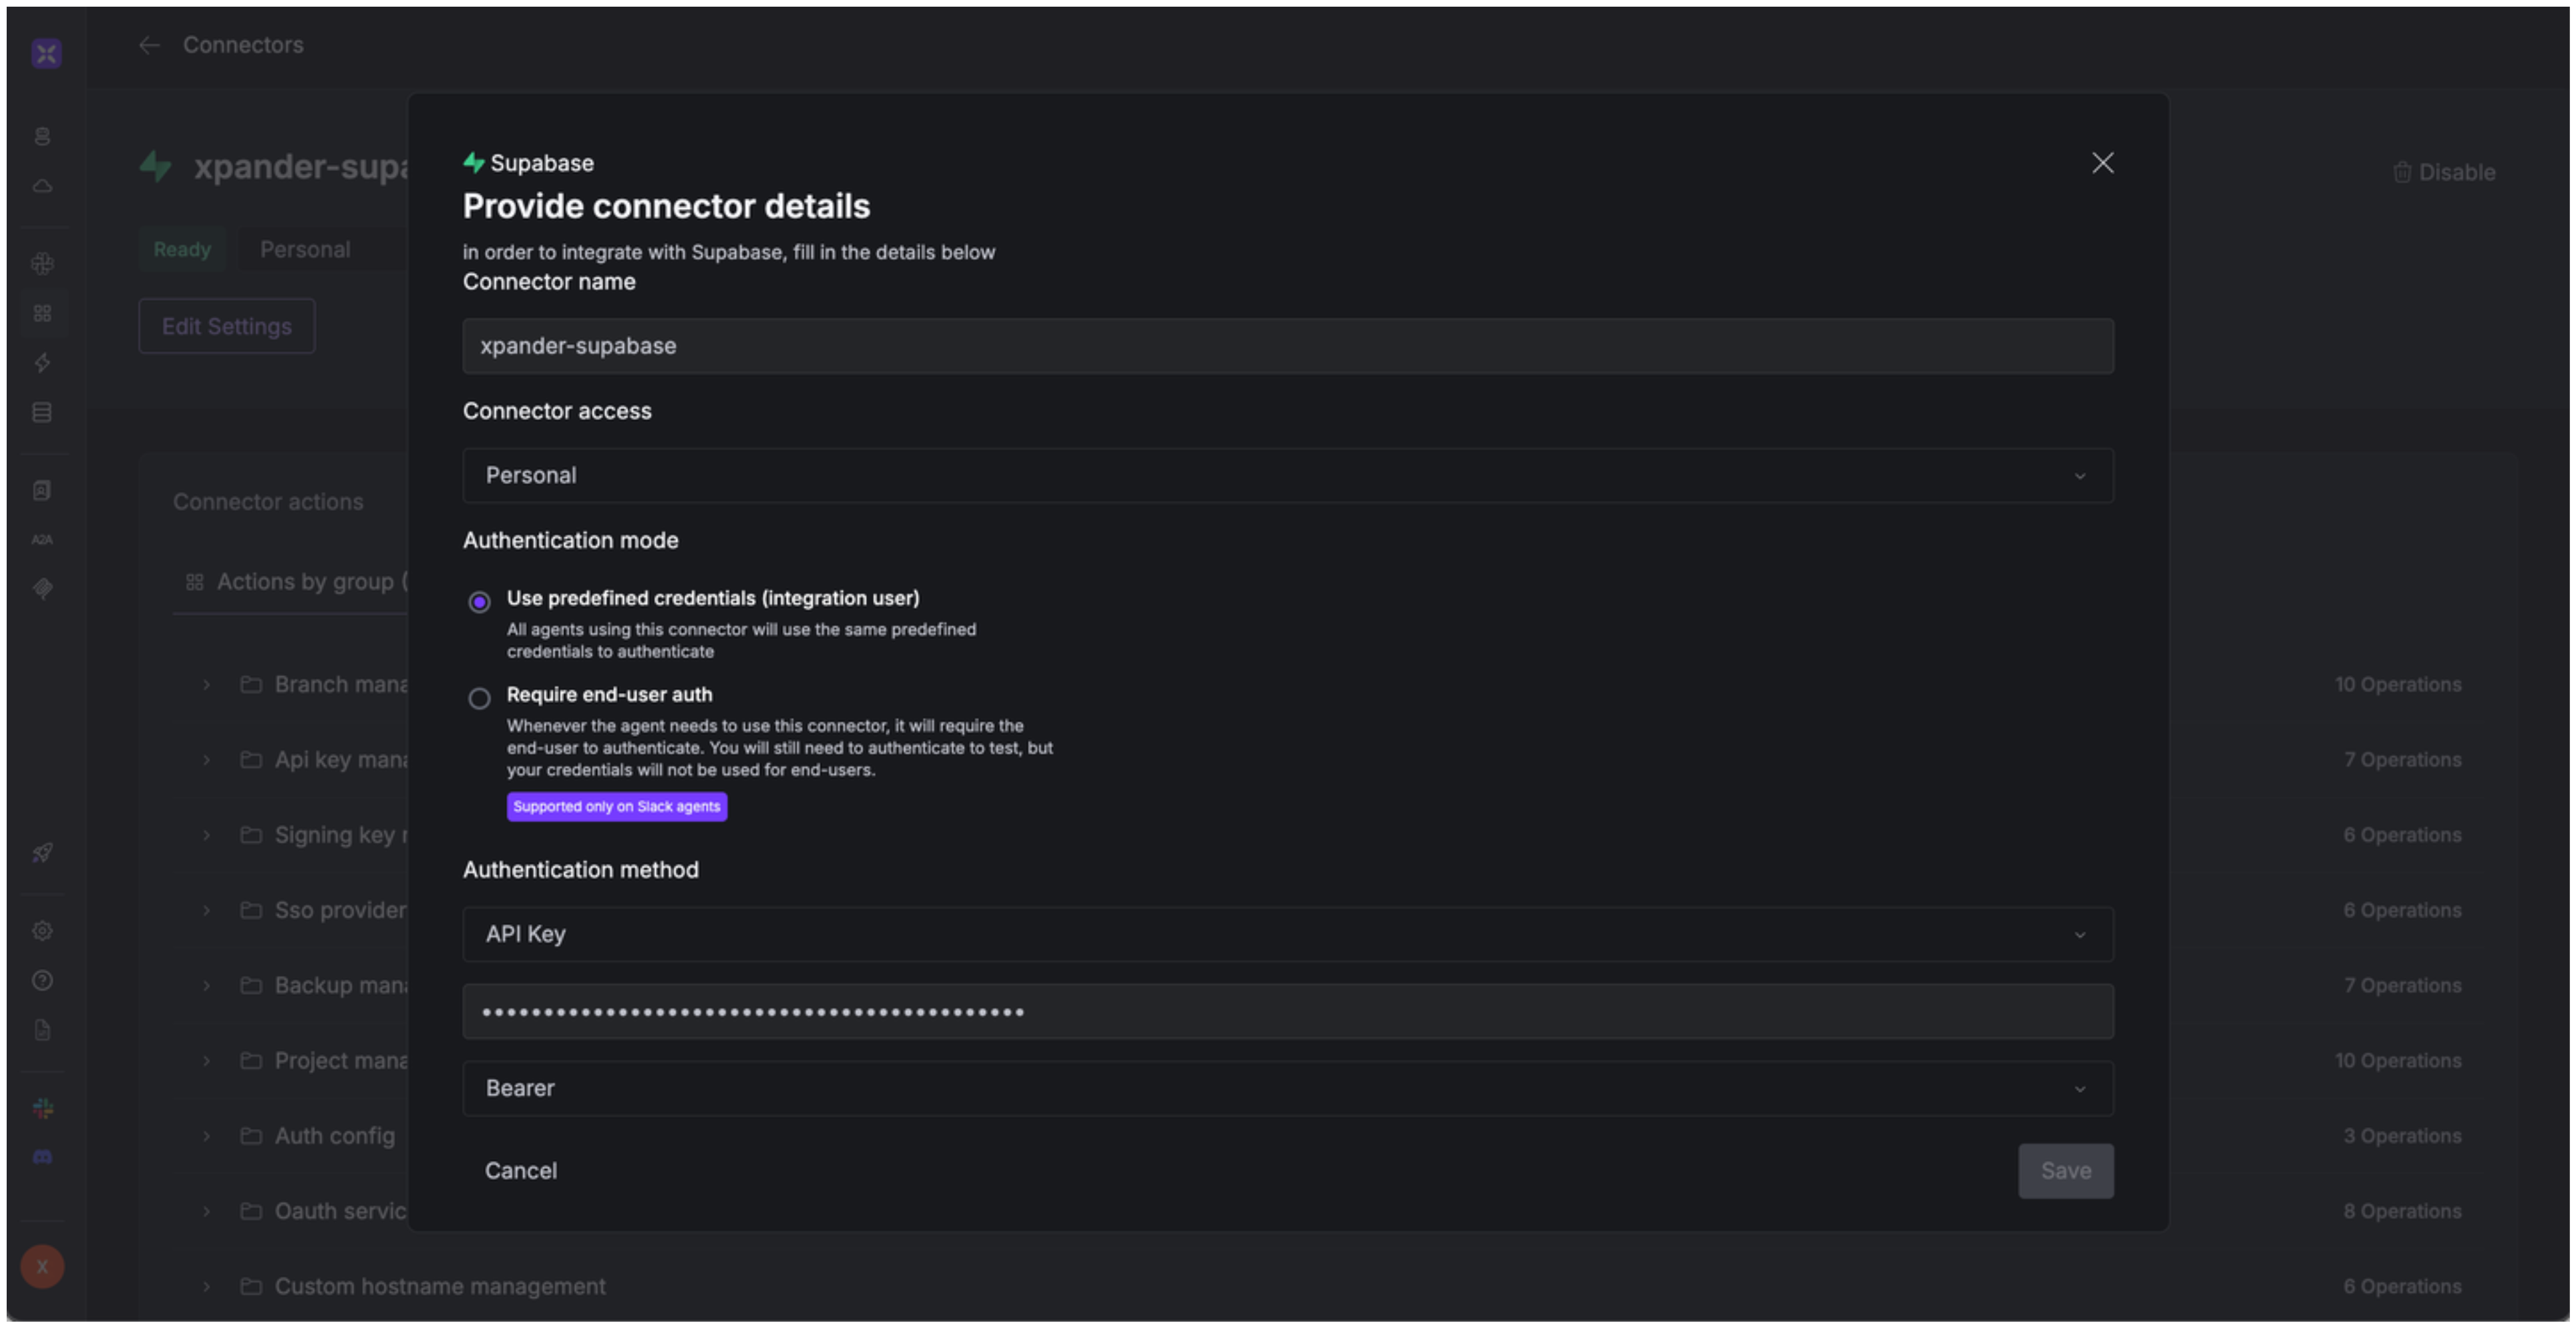 Connectors
xpander-supa
Disable
Ready
Personal
Edit Settings
Connector actions
Actions by group (
Branch mana
10 Operations
Api key mana
7 Operations
Signing key r
6 Operations
Sso provider
6 Operations
Backup mana
7 Operations
Project mana
10 Operations
Auth config
3 Operations
Oauth servic
8 Operations
Custom hostname management
6 Operations
A2A
X
Supabase
Provide connector details
in order to integrate with Supabase, fill in the details below
Connector name
xpander-supabase
Connector access
Personal
Authentication mode
Use predefined credentials (integration user)
All agents using this connector will use the same predefined
credentials to authenticate
Require end-user auth
Whenever the agent needs to use this connector, it will require the
end-user to authenticate. You will still need to authenticate to test, but
your credentials will not be used for end-users.
Supported only on Slack agents
Authentication method
API Key
Bearer
Cancel
Save